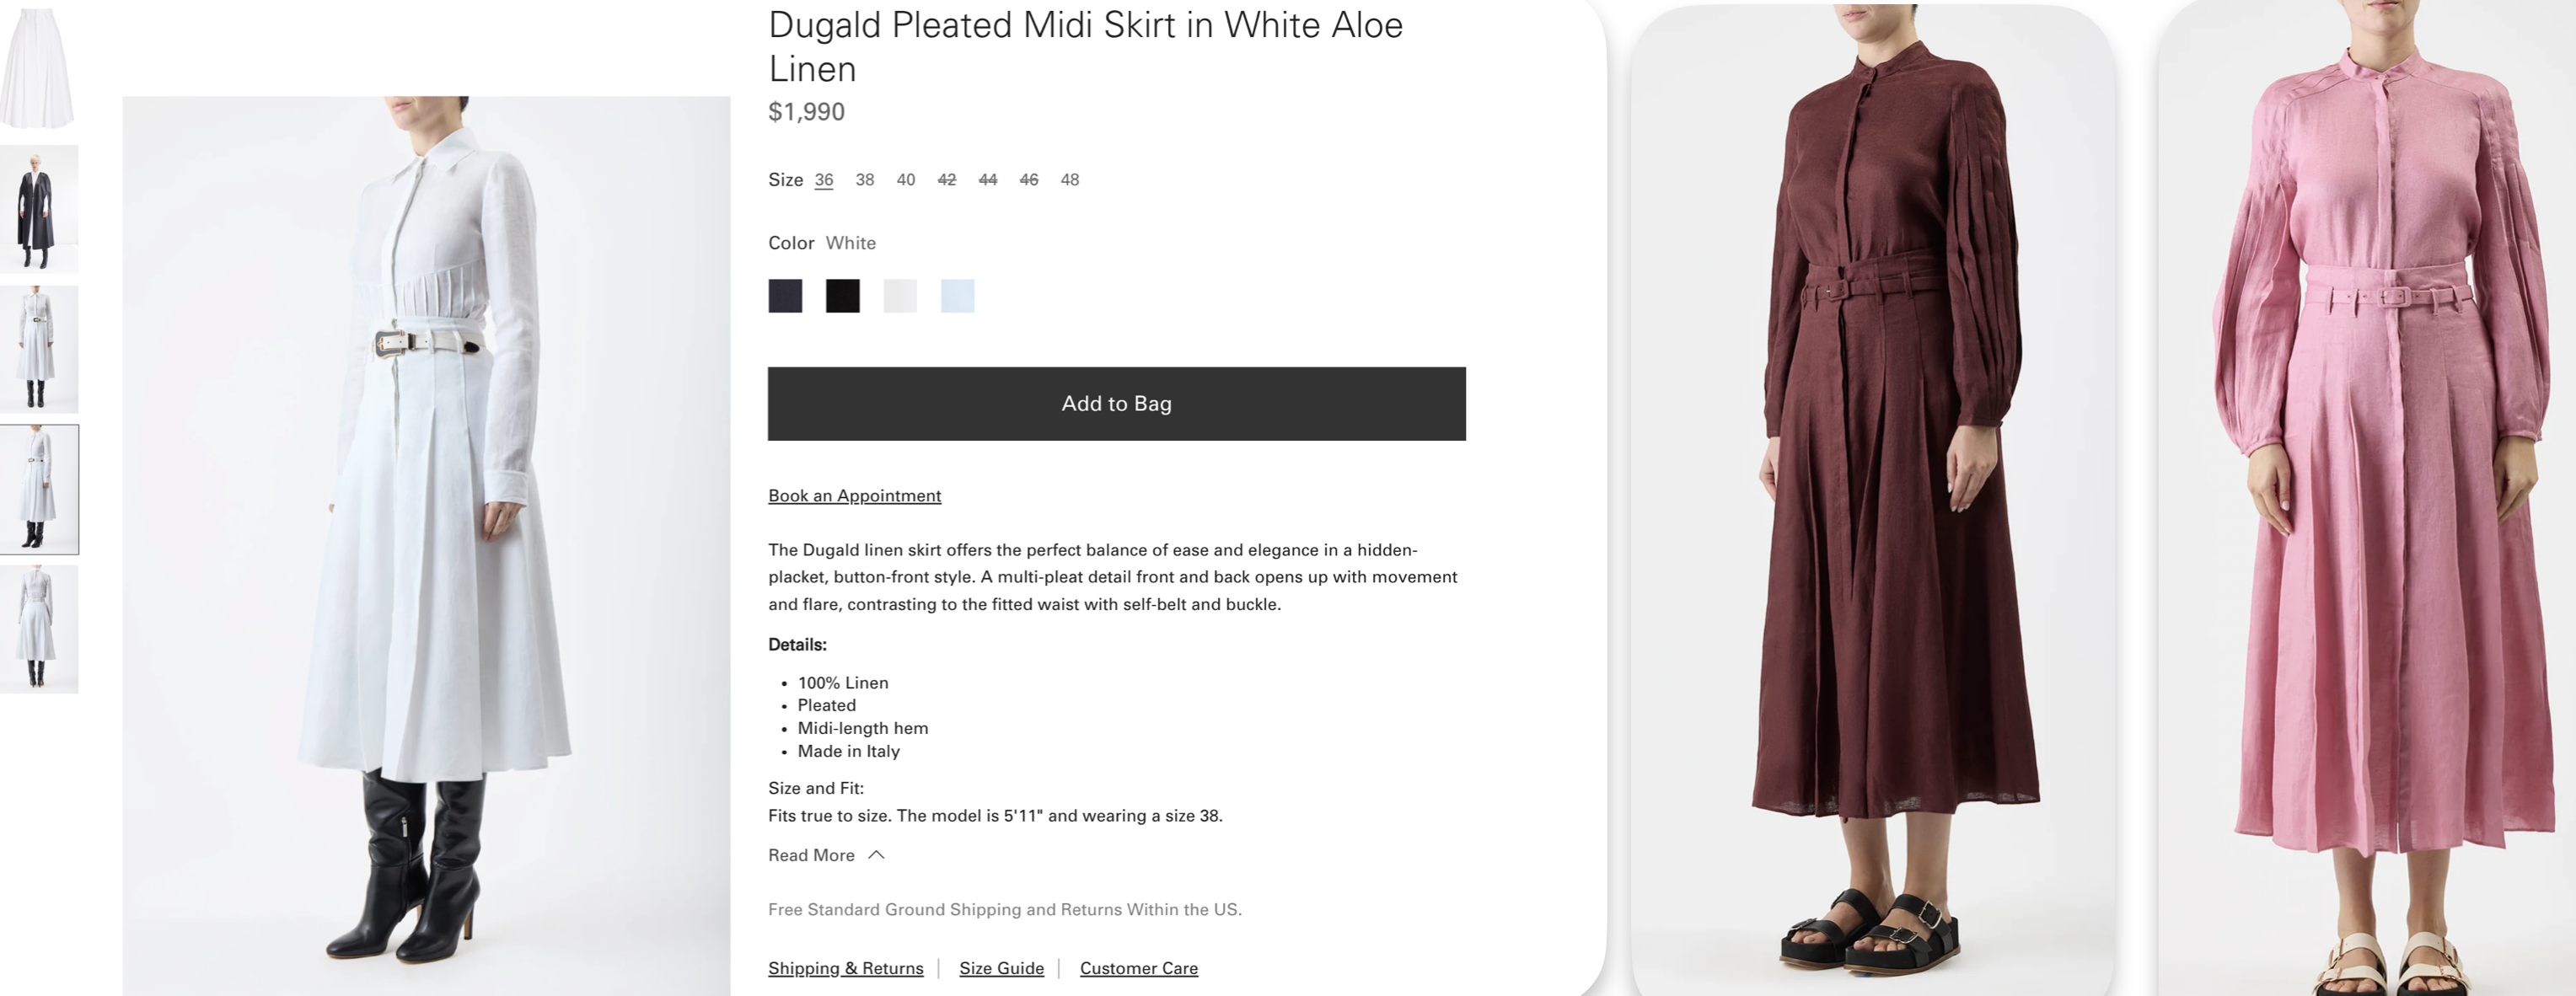 Dugald Pleated Midi Skirt in White Aloe
Linen
$1,990
Size 36 38 40 42 44 46 48
Color White
Add to Bag
Book an Appointment
The Dugald linen skirt offers the perfect balance of ease and elegance in a hidden-
placket, button-front style. A multi-pleat detail front and back opens up with movement
and flare, contrasting to the fitted waist with self-belt and buckle.
Details:
• 100% Linen
• Pleated
• Midi-length hem
• Made in Italy
Size and Fit:
Fits true to size. The model is 5'11" and wearing a size 38.
Read More
Free Standard Ground Shipping and Returns Within the US.
Shipping & Returns | Size Guide | Customer Care